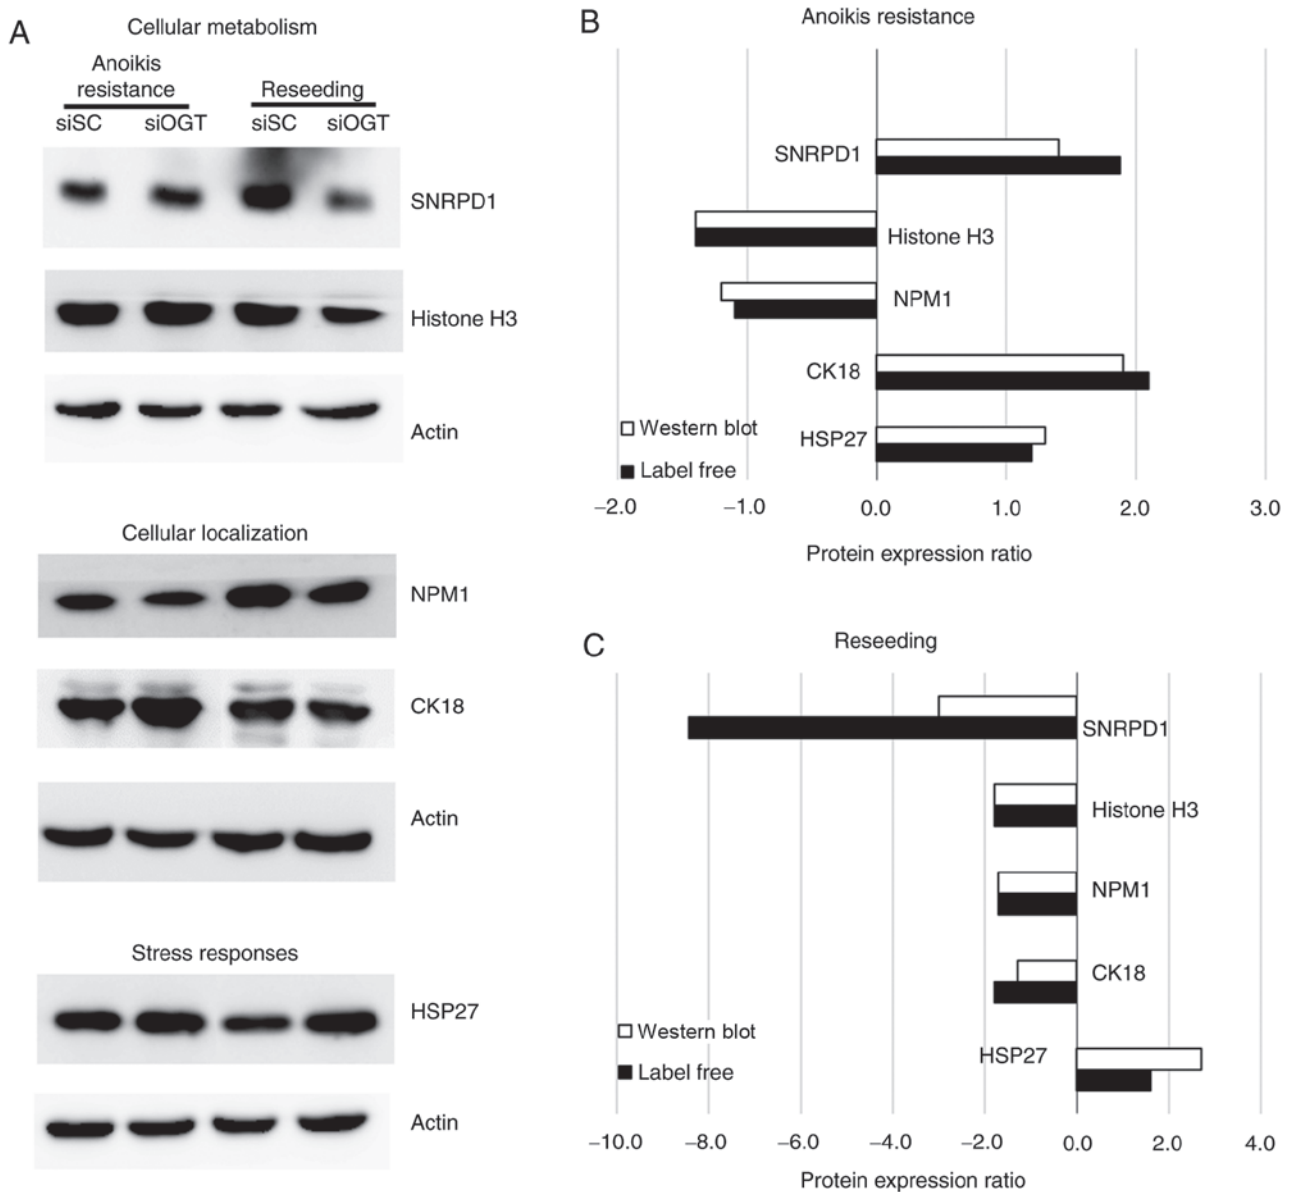 A
Cellular metabolism
Anoikis
resistance
Reseeding
siSC
siOGT
siSC
siOGT
SNRPD1
Histone H3
Actin
Cellular localization
NPM1
CK18
Actin
Stress responses
HSP27
Actin
B
Anoikis resistance
SNRPD1
Histone H3
NPM1
CK18
HSP27
Western blot
Label free
−2.0
−1.0
0.0
1.0
2.0
3.0
Protein expression ratio
C
Reseeding
SNRPD1
Histone H3
NPM1
CK18
HSP27
Western blot
Label free
−10.0
−8.0
−6.0
−4.0
−2.0
0.0
2.0
4.0
Protein expression ratio